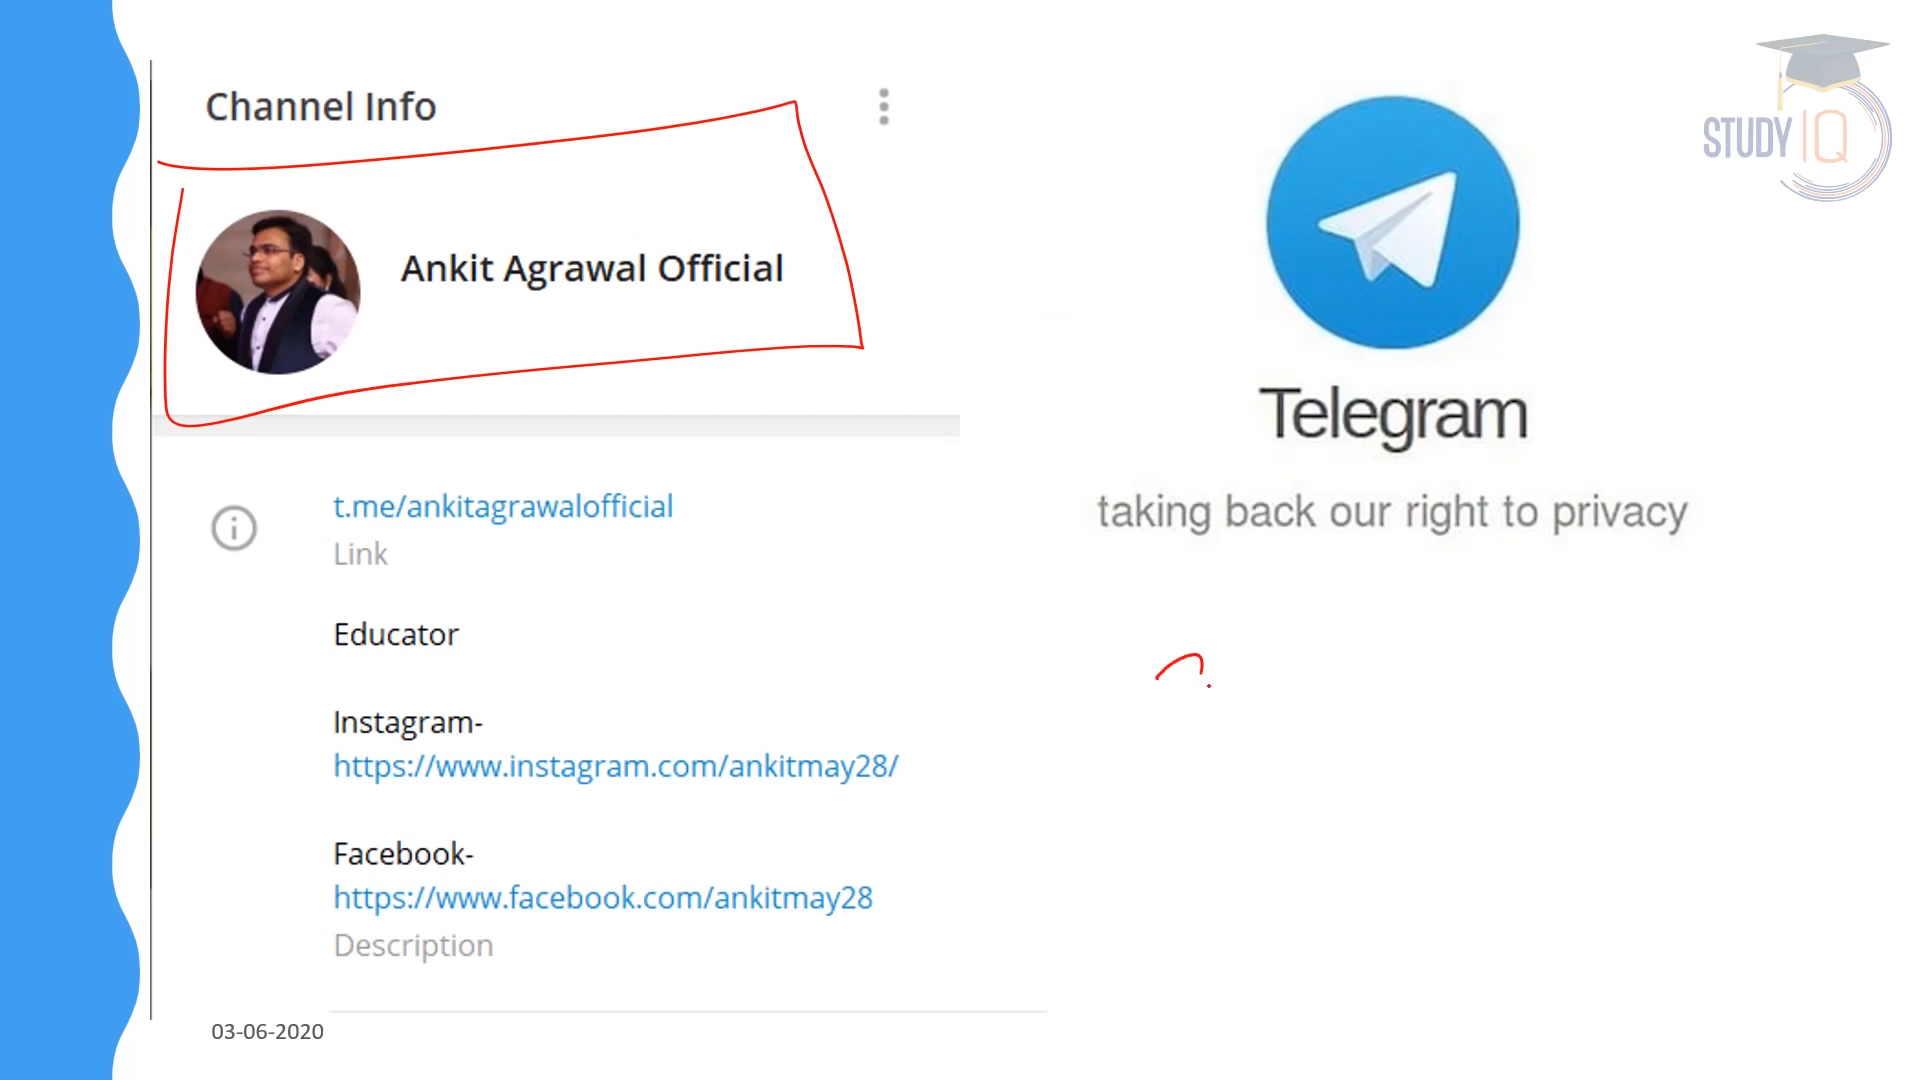 Channel Info
Ankit Agrawal Official
t.me/ankitagrawalofficial
Link
Educator
Instagram-
https://www.instagram.com/ankitmay28/
Facebook-
https://www.facebook.com/ankitmay28
Description
03-06-2020
Telegram
taking back our right to privacy
STUDY IQ